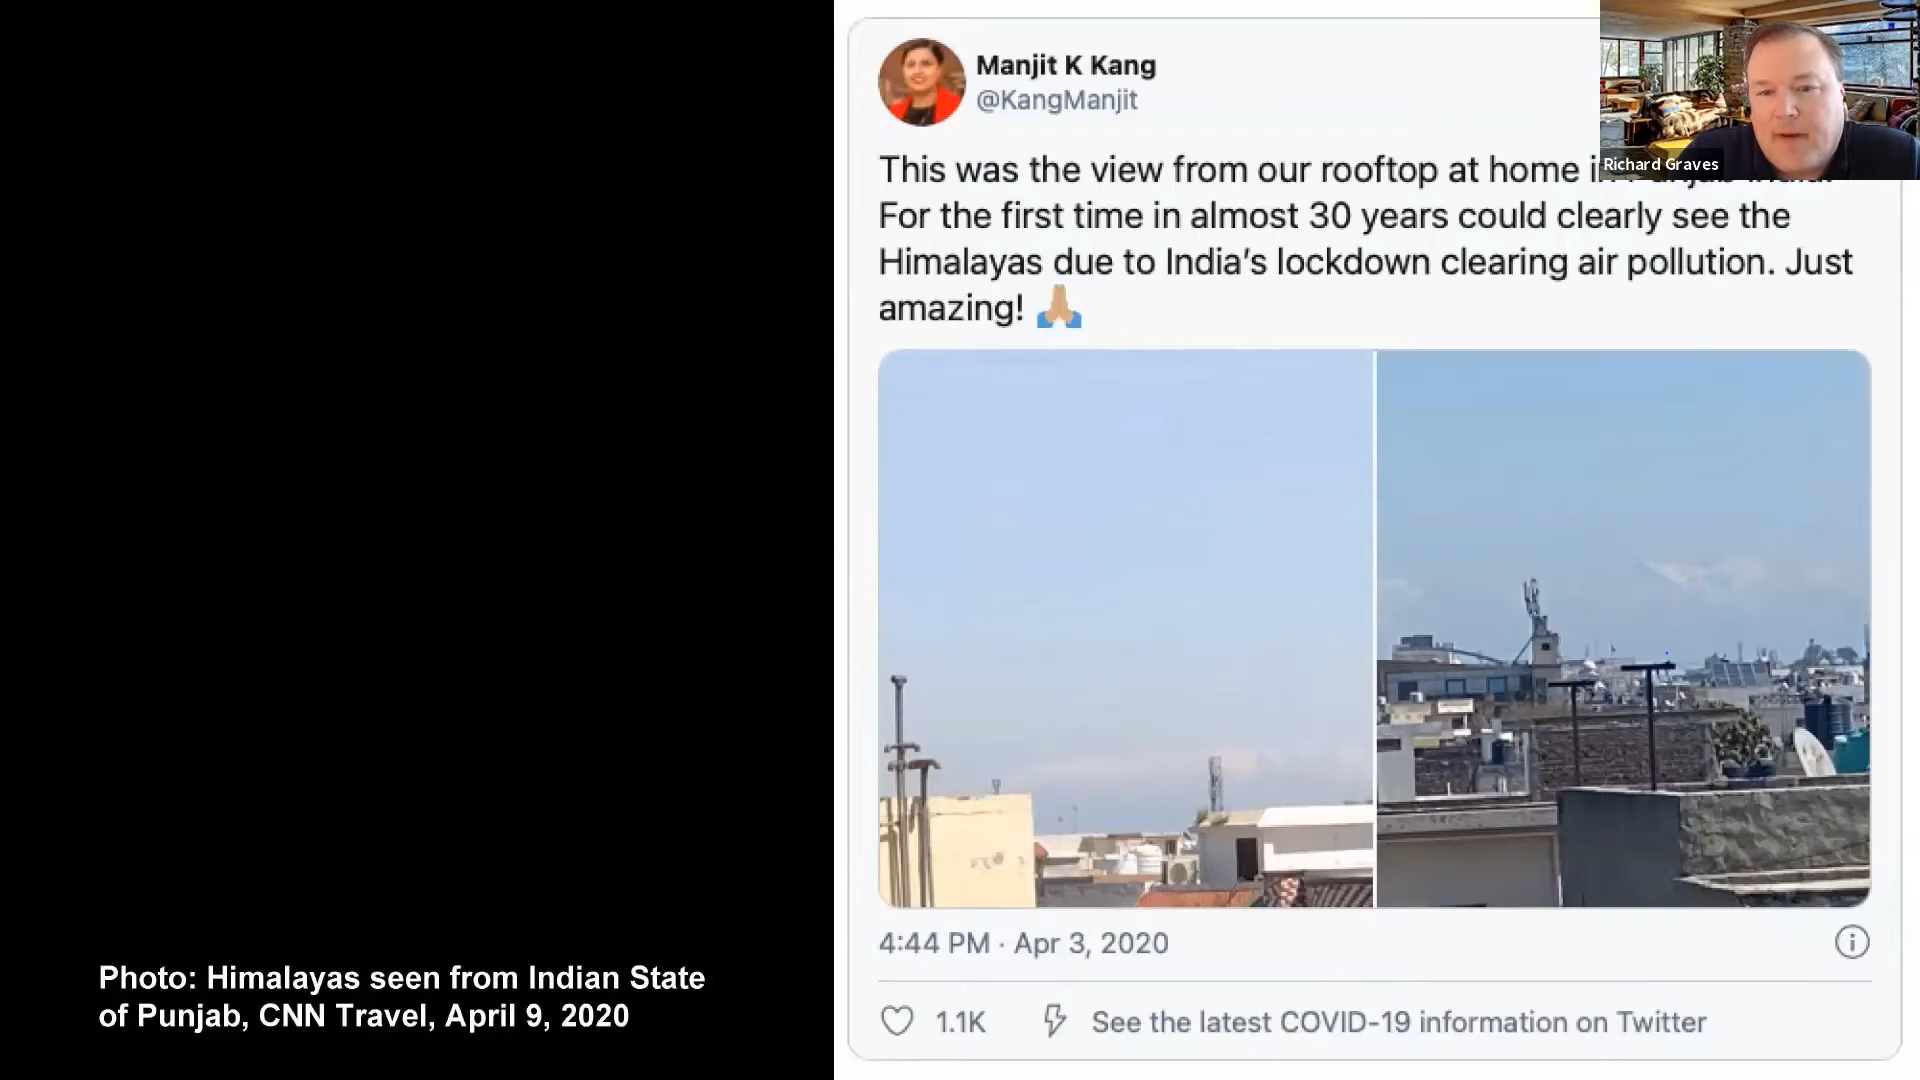 Manjit K Kang
@KangManjit
Richard Graves
This was the view from our rooftop at home
For the first time in almost 30 years could clearly see the
Himalayas due to India’s lockdown clearing air pollution. Just
amazing! 🙏🏼
4:44 PM · Apr 3, 2020
1.1K
See the latest COVID-19 information on Twitter
Photo: Himalayas seen from Indian State
of Punjab, CNN Travel, April 9, 2020